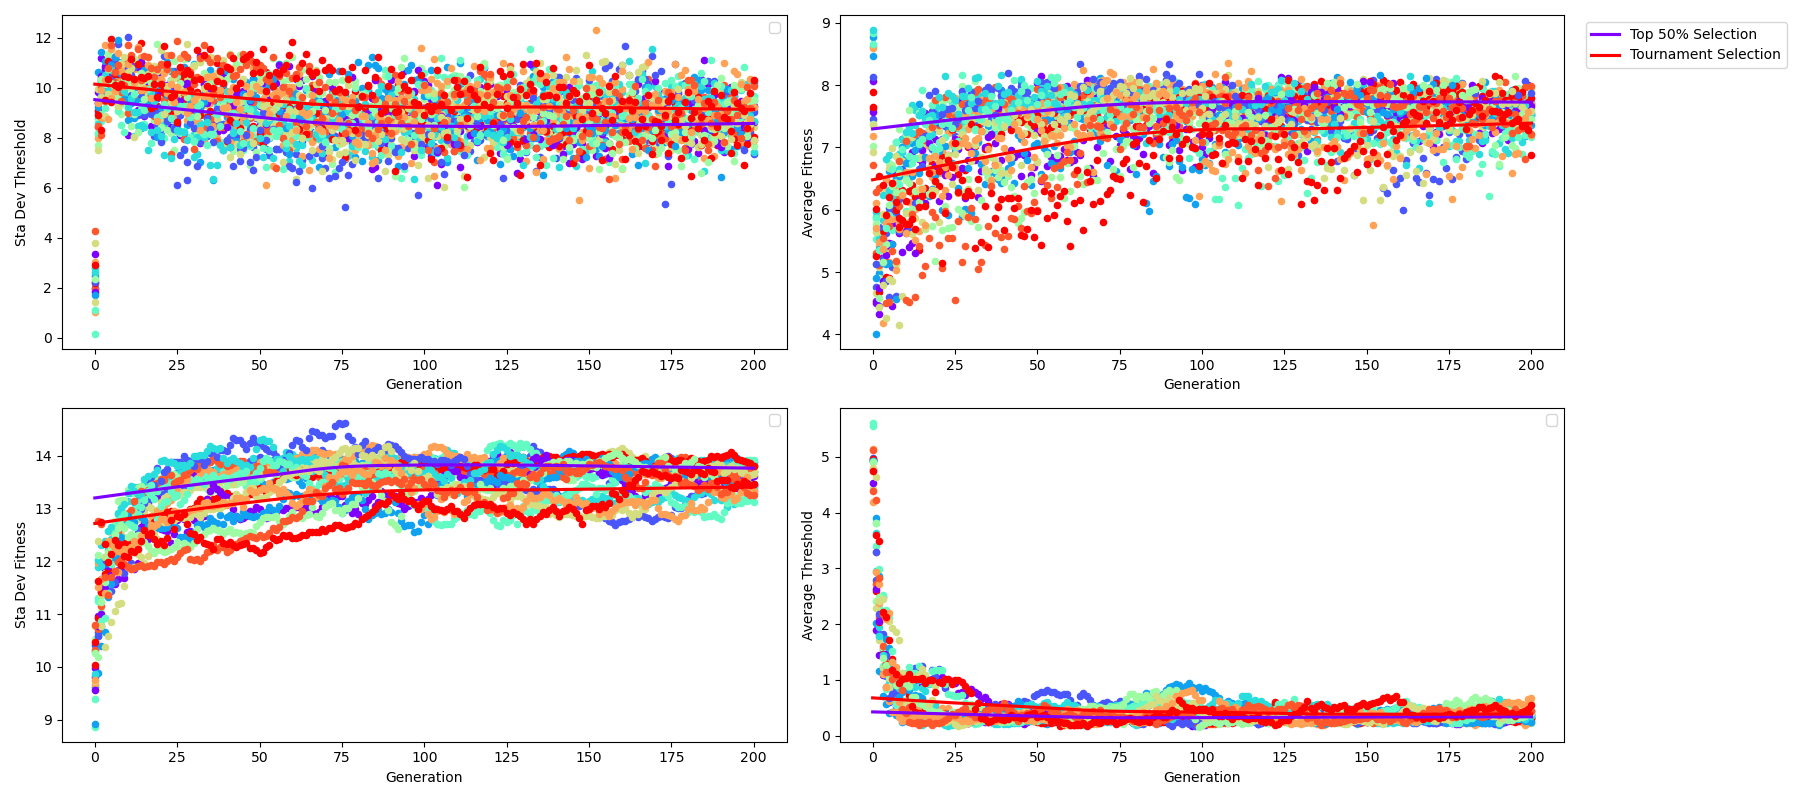 12
10
8
6
4
2
0
Sta Dev Threshold
0 25 50 75 100 125 150 175 200
Generation
9
8
7
6
5
4
Average Fitness
0 25 50 75 100 125 150 175 200
Generation
Top 50% Selection
Tournament Selection
14
13
12
11
10
9
Sta Dev Fitness
0 25 50 75 100 125 150 175 200
Generation
5
4
3
2
1
0
Average Threshold
0 25 50 75 100 125 150 175 200
Generation